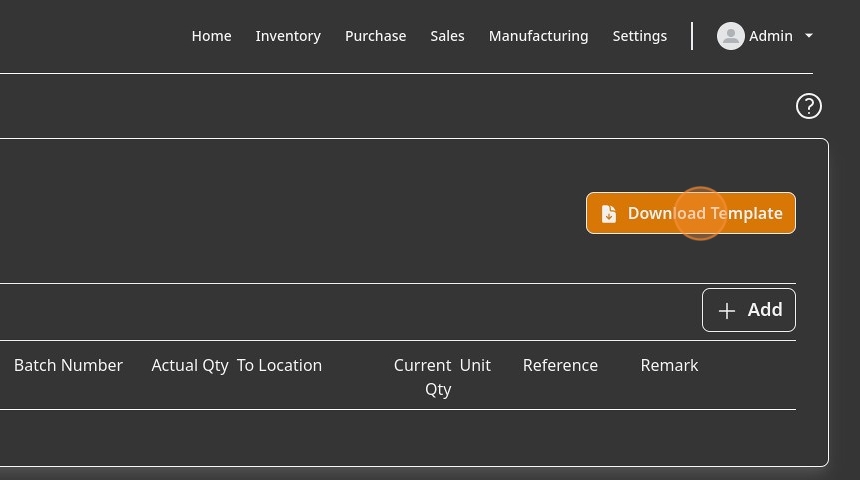 Home Inventory Purchase Sales Manufacturing Settings Admin
?
Download Template
Add
Batch Number Actual Qty To Location Current Unit Reference Remark
Qty